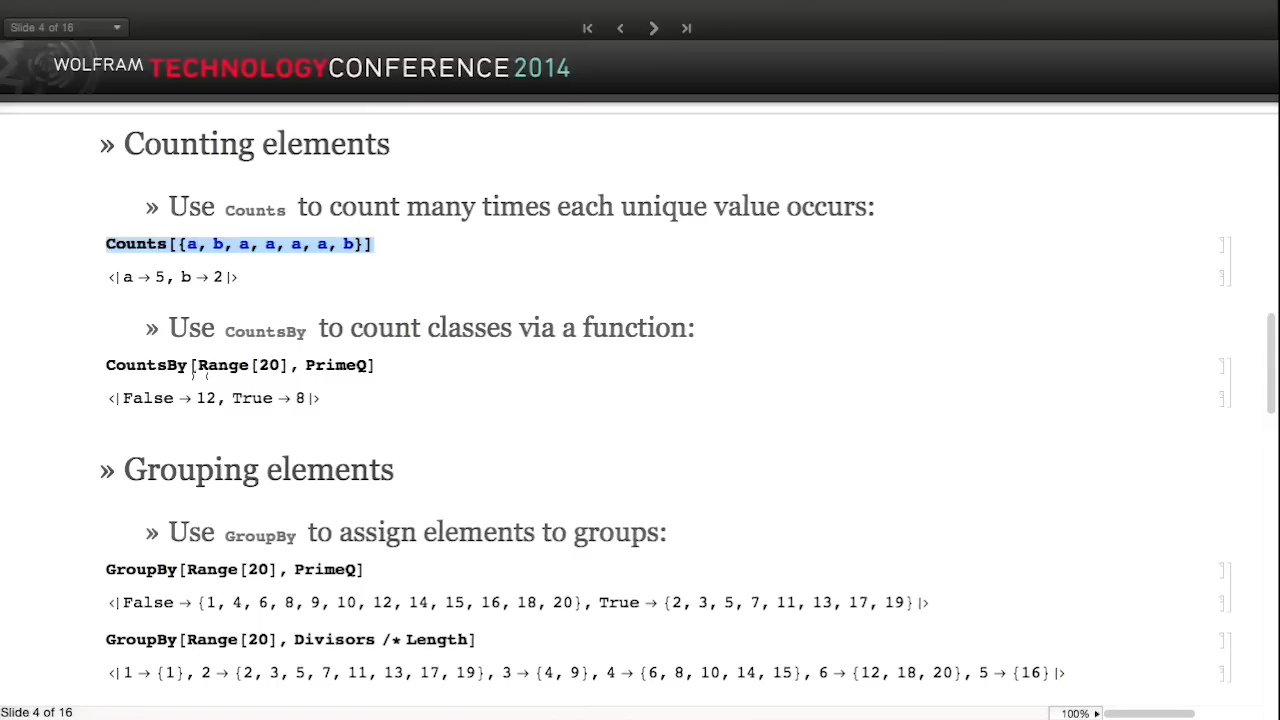 Slide 4 of 16
WOLFRAM TECHNOLOGYCONFERENCE 2014
» Counting elements
» Use Counts to count many times each unique value occurs:
Counts[{a, b, a, a, a, a, b}]
<|a → 5, b → 2|>
» Use CountsBy to count classes via a function:
CountsBy[Range[20], PrimeQ]
<|False → 12, True → 8|>
» Grouping elements
» Use GroupBy to assign elements to groups:
GroupBy[Range[20], PrimeQ]
<|False → {1, 4, 6, 8, 9, 10, 12, 14, 15, 16, 18, 20}, True → {2, 3, 5, 7, 11, 13, 17, 19}|>
GroupBy[Range[20], Divisors /* Length]
<|1 → {1}, 2 → {2, 3, 5, 7, 11, 13, 17, 19}, 3 → {4, 9}, 4 → {6, 8, 10, 14, 15}, 6 → {12, 18, 20}, 5 → {16}|>
Slide 4 of 16
100%